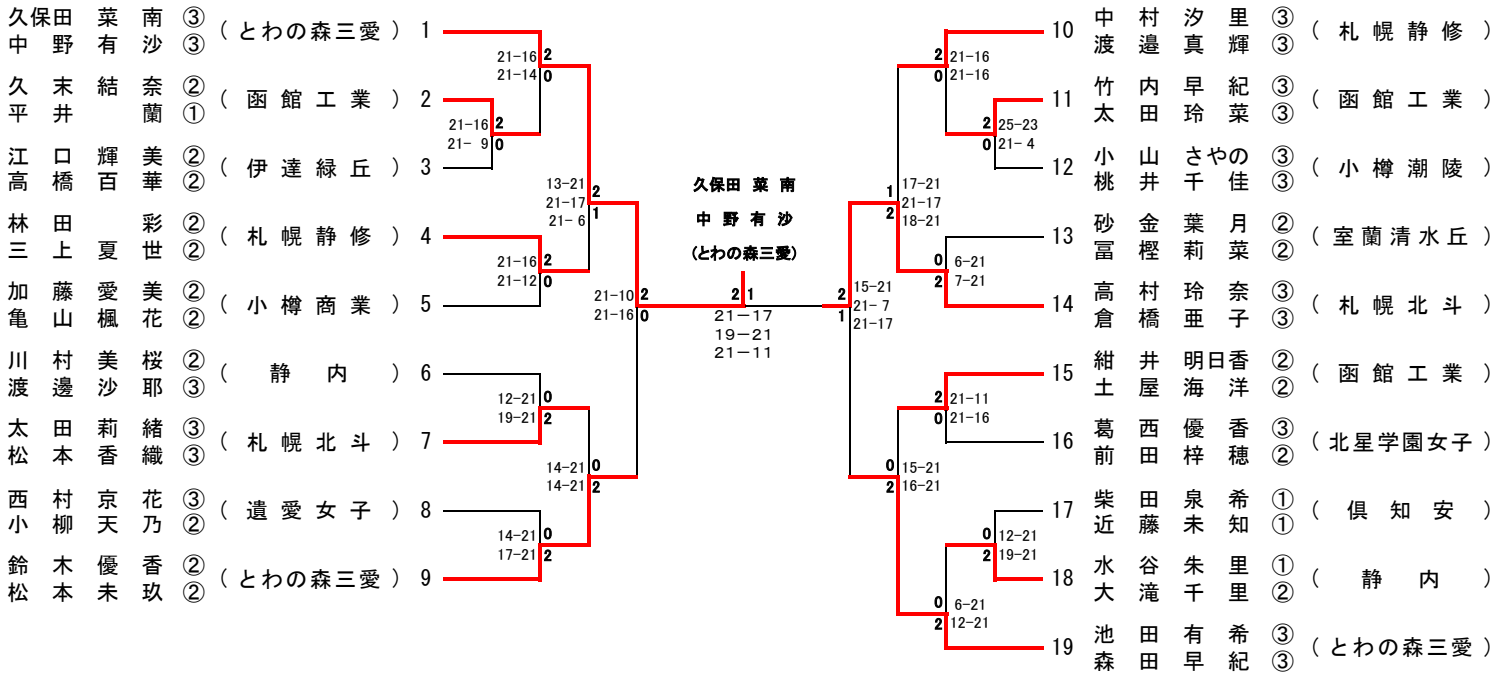 久保田 菜 南 ③
中 野 有 沙 ③
( とわの森三愛 ) 1
久 末 結 奈 ②
平 井 蘭 ①
( 函 館 工 業 ) 2
江 口 輝 美 ②
高 橋 百 華 ②
( 伊 達 緑 丘 ) 3
林 田 彩 ②
三 上 夏 世 ②
( 札 幌 静 修 ) 4
加 藤 愛 美 ②
亀 山 楓 花 ②
( 小 樽 商 業 ) 5
川 村 美 桜 ②
渡 邊 沙 耶 ③
( 静 内 ) 6
太 田 莉 緒 ③
松 本 香 織 ③
( 札 幌 北 斗 ) 7
西 村 京 花 ③
小 柳 天 乃 ②
( 遺 愛 女 子 ) 8
鈴 木 優 香 ②
松 本 未 玖 ②
( とわの森三愛 ) 9
21-16 2
21-14 0
21-16 2
21- 9 0
13-21 2
21-17
21- 6 1
21-16 2
21-12 0
21-10 2
21-16 0
12-21 0
19-21 2
14-21 0
14-21 2
14-21 0
17-21 2
久保田 菜 南
中 野 有 沙
(とわの森三愛)
2 1
21-17
19-21
21-11
2 21-16
0 21-16
2 25-23
0 21- 4
1 17-21
21-17
2 18-21
0 6-21
2 7-21
2 15-21
21- 7
1 21-17
2 21-11
0 21-16
0 15-21
2 16-21
0 12-21
2 19-21
0 6-21
2 12-21
10 中 村 汐 里 ③
渡 邉 真 輝 ③
( 札 幌 静 修 )
11 竹 内 早 紀 ③
太 田 玲 菜 ③
( 函 館 工 業 )
12 小 山 さやの ③
桃 井 千 佳 ③
( 小 樽 潮 陵 )
13 砂 金 葉 月 ②
冨 樫 莉 菜 ②
( 室蘭清水丘 )
14 高 村 玲 奈 ③
倉 橋 亜 子 ③
( 札 幌 北 斗 )
15 紺 井 明日香 ②
土 屋 海 洋 ②
( 函 館 工 業 )
16 葛 西 優 香 ③
前 田 梓 穂 ②
( 北星学園女子 )
17 柴 田 泉 希 ①
近 藤 未 知 ①
( 倶 知 安 )
18 水 谷 朱 里 ①
大 滝 千 里 ②
( 静 内 )
19 池 田 有 希 ③
森 田 早 紀 ③
( とわの森三愛 )